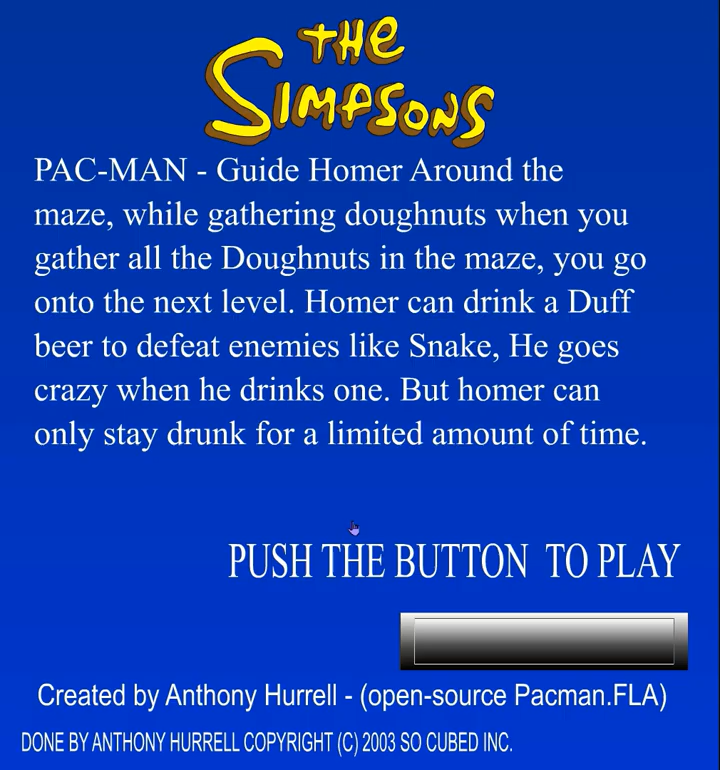 THE
SIMPSONS
PAC-MAN - Guide Homer Around the
maze, while gathering doughnuts when you
gather all the Doughnuts in the maze, you go
onto the next level. Homer can drink a Duff
beer to defeat enemies like Snake, He goes
crazy when he drinks one. But homer can
only stay drunk for a limited amount of time.
PUSH THE BUTTON TO PLAY
Created by Anthony Hurrell - (open-source Pacman.FLA)
DONE BY ANTHONY HURRELL COPYRIGHT (C) 2003 SO CUBED INC.